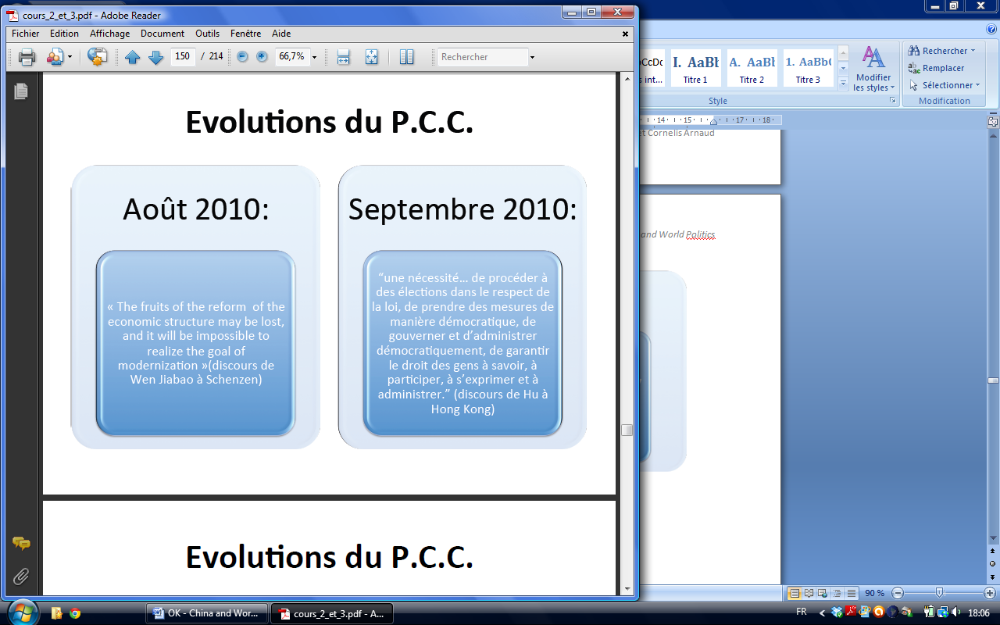 cours_2_et_3.pdf - Adobe Reader
Fichier Edition Affichage Document Outils Fenêtre Aide
150 / 214 66,7% Rechercher
Evolutions du P.C.C.
Août 2010:
« The fruits of the reform of the
economic structure may be lost,
and it will be impossible to
realize the goal of
modernization »(discours de
Wen Jiabao à Schenzen)
Septembre 2010:
“une nécessité… de procéder à
des élections dans le respect de
la loi, de prendre des mesures de
manière démocratique, de
gouverner et d’administrer
démocratiquement, de garantir
le droit des gens à savoir, à
participer, à s’exprimer et à
administrer.” (discours de Hu à
Hong Kong)
Evolutions du P.C.C.
I. AaBb A. AaBb 1. AaBb
s int... Titre 1 Titre 2 Titre 3
Modifier
les styles
Style
Rechercher
Remplacer
Sélectionner
Modification
14 15 17 18
et Cornelis Arnaud
and World Politics
90 %
OK - China and Wor...
cours_2_et_3.pdf - A...
FR
18:06